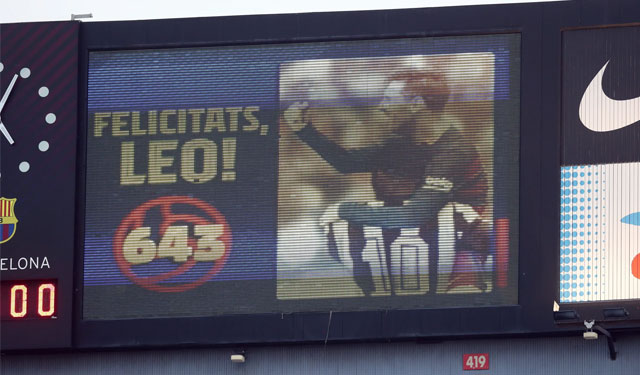 FELICITATS,
LEO!
643
10
ELONA
00
419